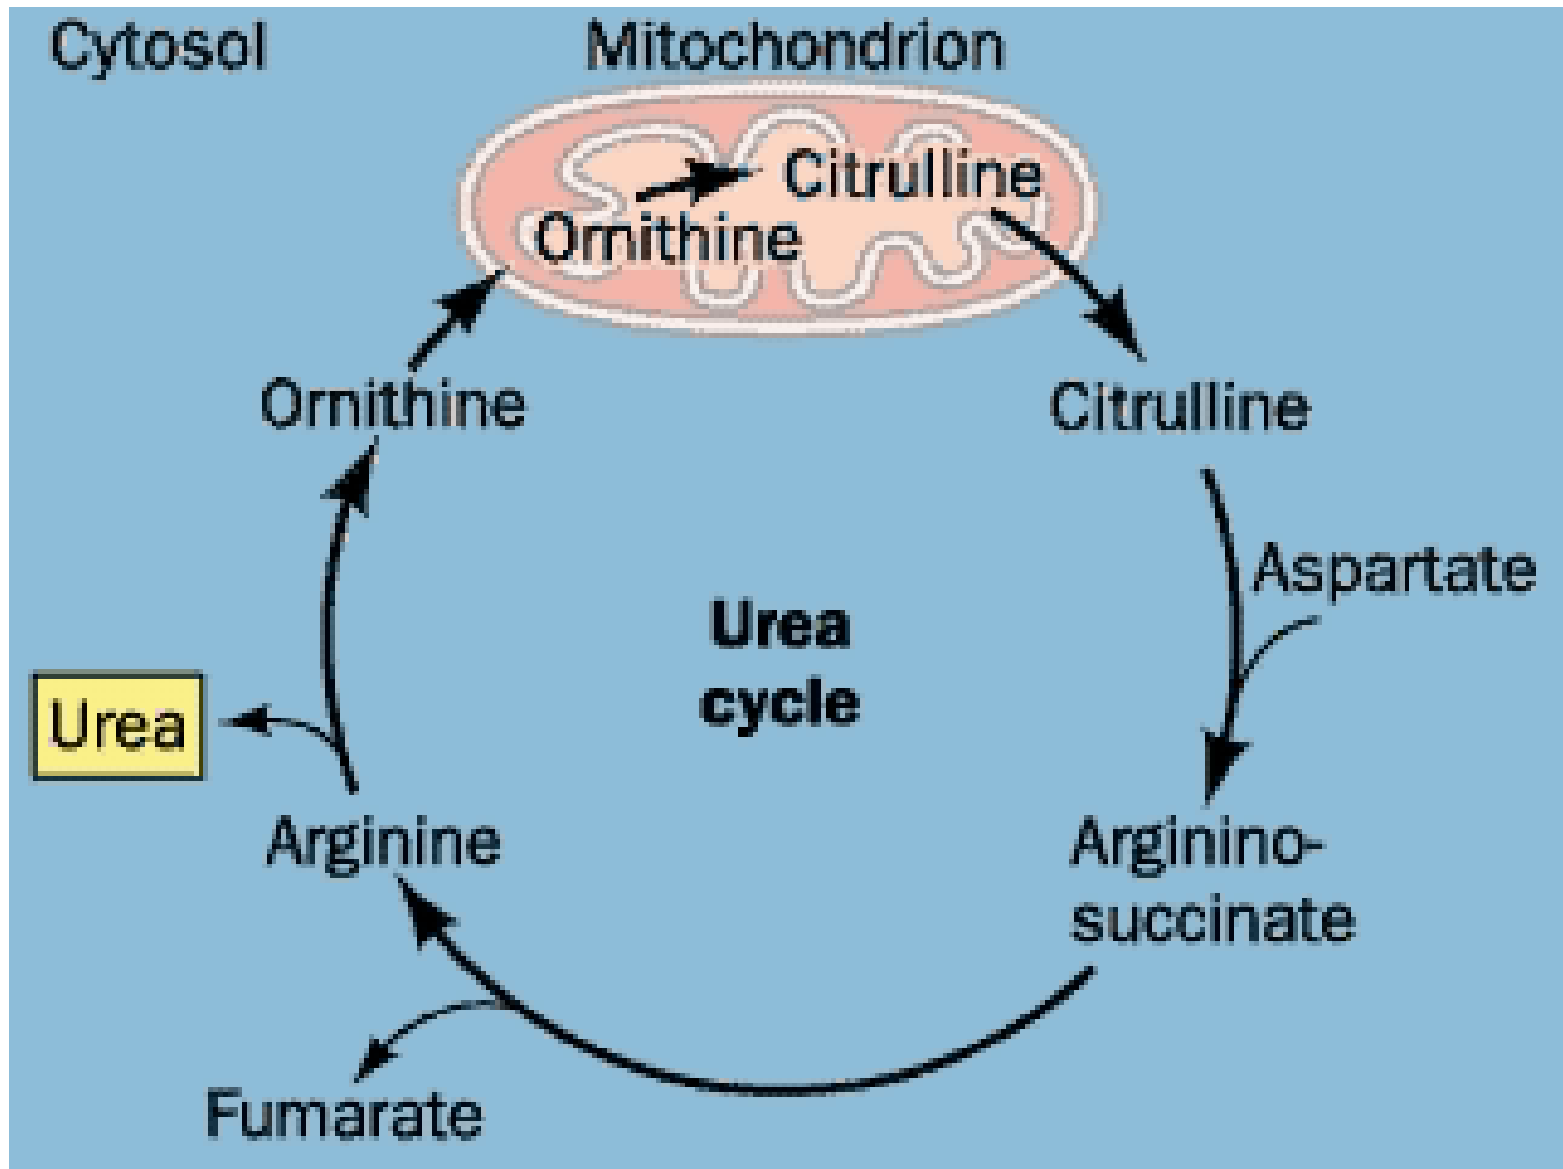 Cytosol
Mitochondrion
Citrulline
Ornithine
Ornithine
Citrulline
Aspartate
Urea
cycle
Urea
Arginine
Arginino-
succinate
Fumarate